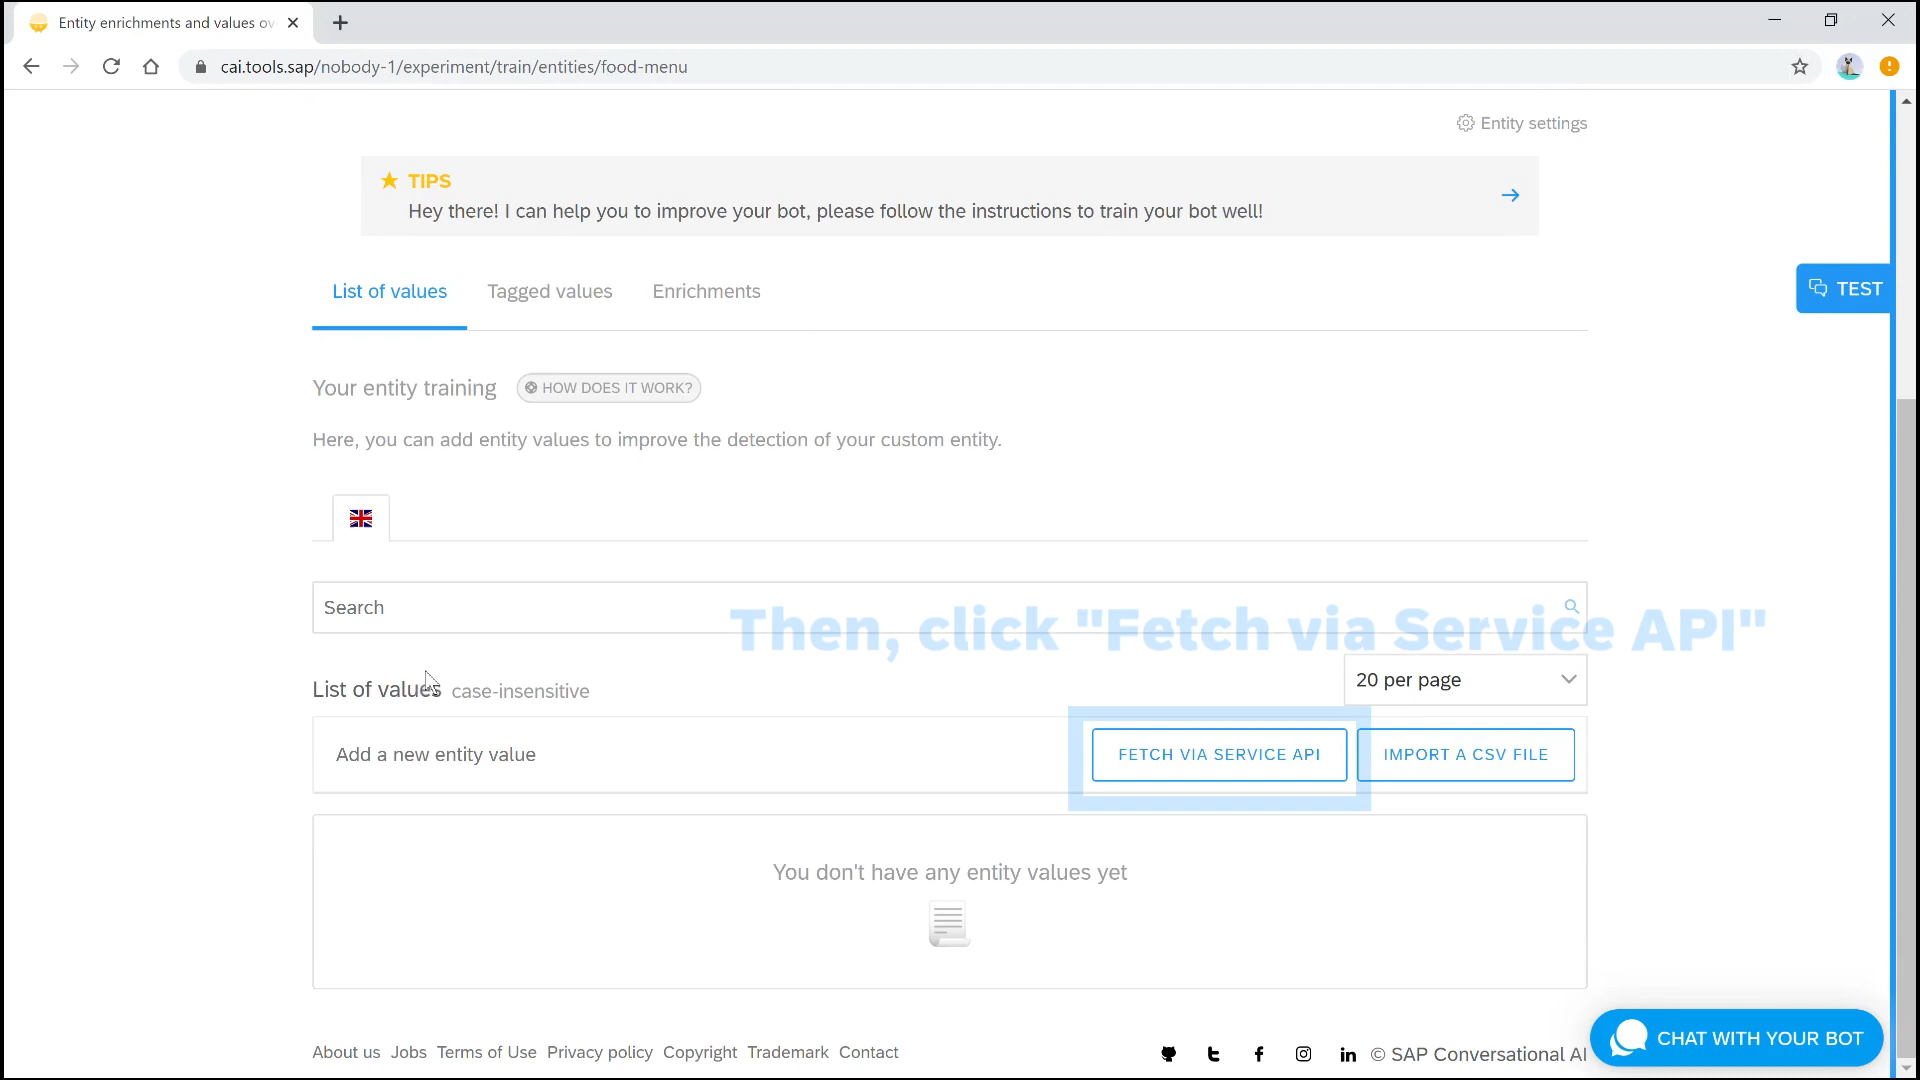 Entity enrichments and values ov
cai.tools.sap/nobody-1/experiment/train/entities/food-menu
Entity settings
TIPS
Hey there! I can help you to improve your bot, please follow the instructions to train your bot well!
List of values
Tagged values
Enrichments
TEST
Your entity training
HOW DOES IT WORK?
Here, you can add entity values to improve the detection of your custom entity.
Search
Then, click "Fetch via Service API"
List of values case-insensitive
20 per page
Add a new entity value
FETCH VIA SERVICE API
IMPORT A CSV FILE
You don't have any entity values yet
About us Jobs Terms of Use Privacy policy Copyright Trademark Contact
© SAP Conversational AI
CHAT WITH YOUR BOT